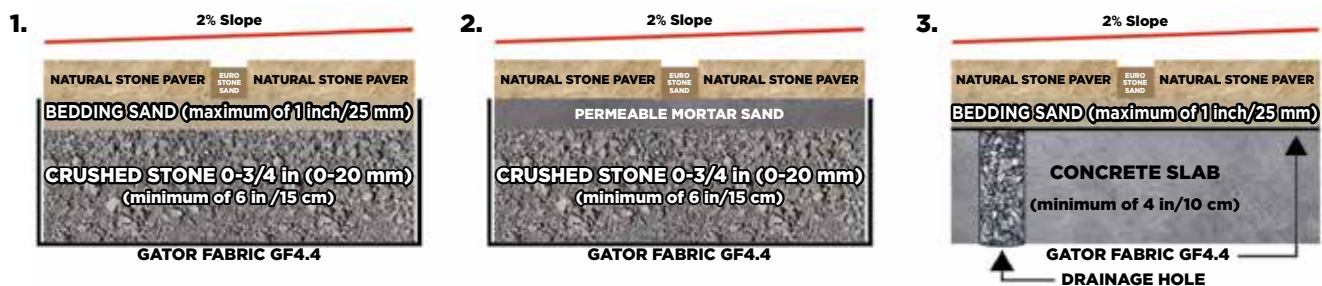 1.
2% Slope
NATURAL STONE PAVER
EURO
STONE
SAND
NATURAL STONE PAVER
BEDDING SAND (maximum of 1 inch/25 mm)
CRUSHED STONE 0-3/4 in (0-20 mm)
(minimum of 6 in /15 cm)
GATOR FABRIC GF4.4
2.
2% Slope
NATURAL STONE PAVER
EURO
STONE
SAND
NATURAL STONE PAVER
PERMEABLE MORTAR SAND
CRUSHED STONE 0-3/4 in (0-20 mm)
(minimum of 6 in/15 cm)
GATOR FABRIC GF4.4
3.
2% Slope
NATURAL STONE PAVER
EURO
STONE
SAND
NATURAL STONE PAVER
BEDDING SAND (maximum of 1 inch/25 mm)
CONCRETE SLAB
(minimum of 4 in/10 cm)
GATOR FABRIC GF4.4
DRAINAGE HOLE